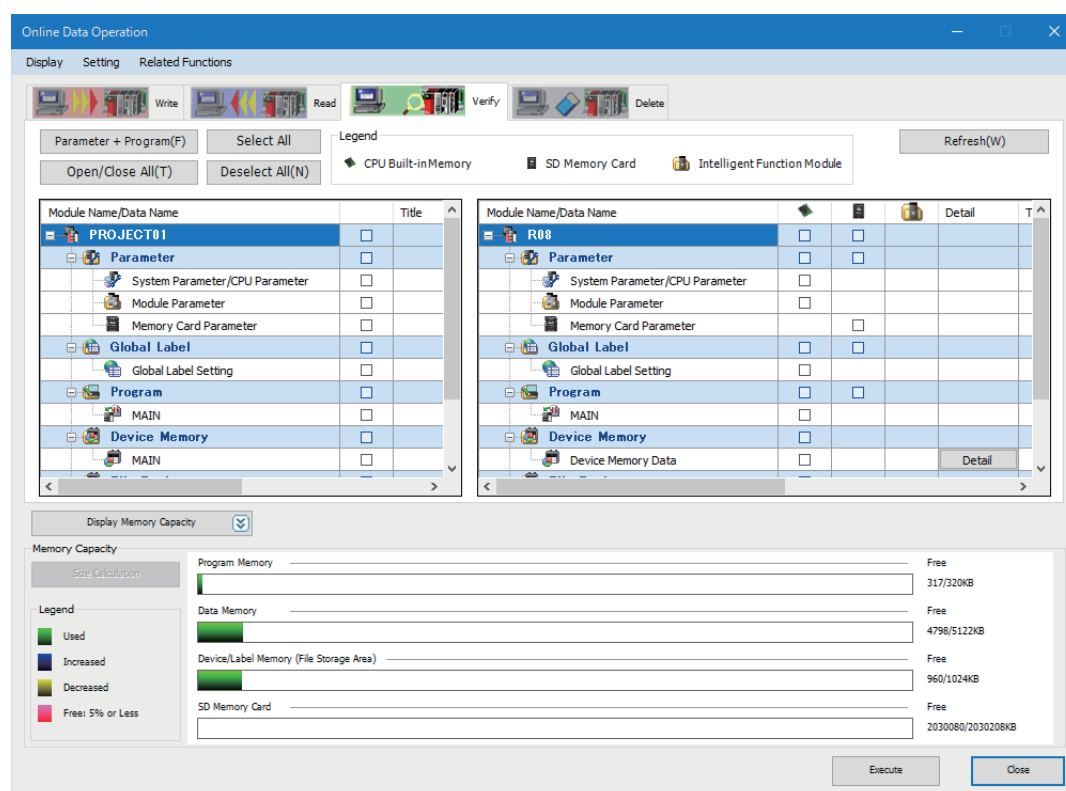 Online Data Operation
Display Setting Related Functions
Write Read Verify Delete
Parameter + Program(F) Select All Legend Refresh(W)
CPU Built-inMemory SD Memory Card Intelligent Function Module
Open/Close All(T) Deselect All(N)
Module Name/Data Name Title Module Name/Data Name Detail T
PROJECT01 R08
Parameter Parameter
System Parameter/CPU Parameter System Parameter/CPU Parameter
Module Parameter Module Parameter
Memory Card Parameter Memory Card Parameter
Global Label Global Label
Global Label Setting Global Label Setting
Program Program
MAIN MAIN
Device Memory Device Memory
MAIN Device Memory Data Detail
Display Memory Capacity
Memory Capacity
Size Calculation
Legend
Used
Increased
Decreased
Free: 5% or Less
Program Memory Free
317/320KB
Data Memory Free
4798/5122KB
Device/Label Memory (File Storage Area) Free
960/1024KB
SD Memory Card Free
2030080/2030208KB
Execute Close